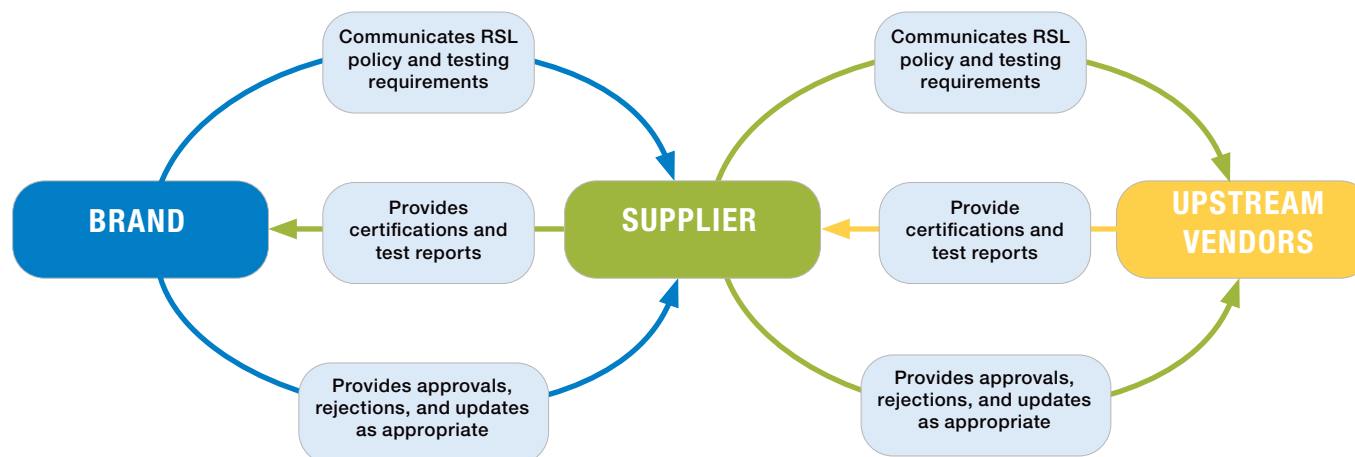 Communicates RSL
policy and testing
requirements
Communicates RSL
policy and testing
requirements
BRAND
Provides
certifications and
test reports
SUPPLIER
Provide
certifications and
test reports
UPSTREAM
VENDORS
Provides approvals,
rejections, and updates
as appropriate
Provides approvals,
rejections, and updates
as appropriate